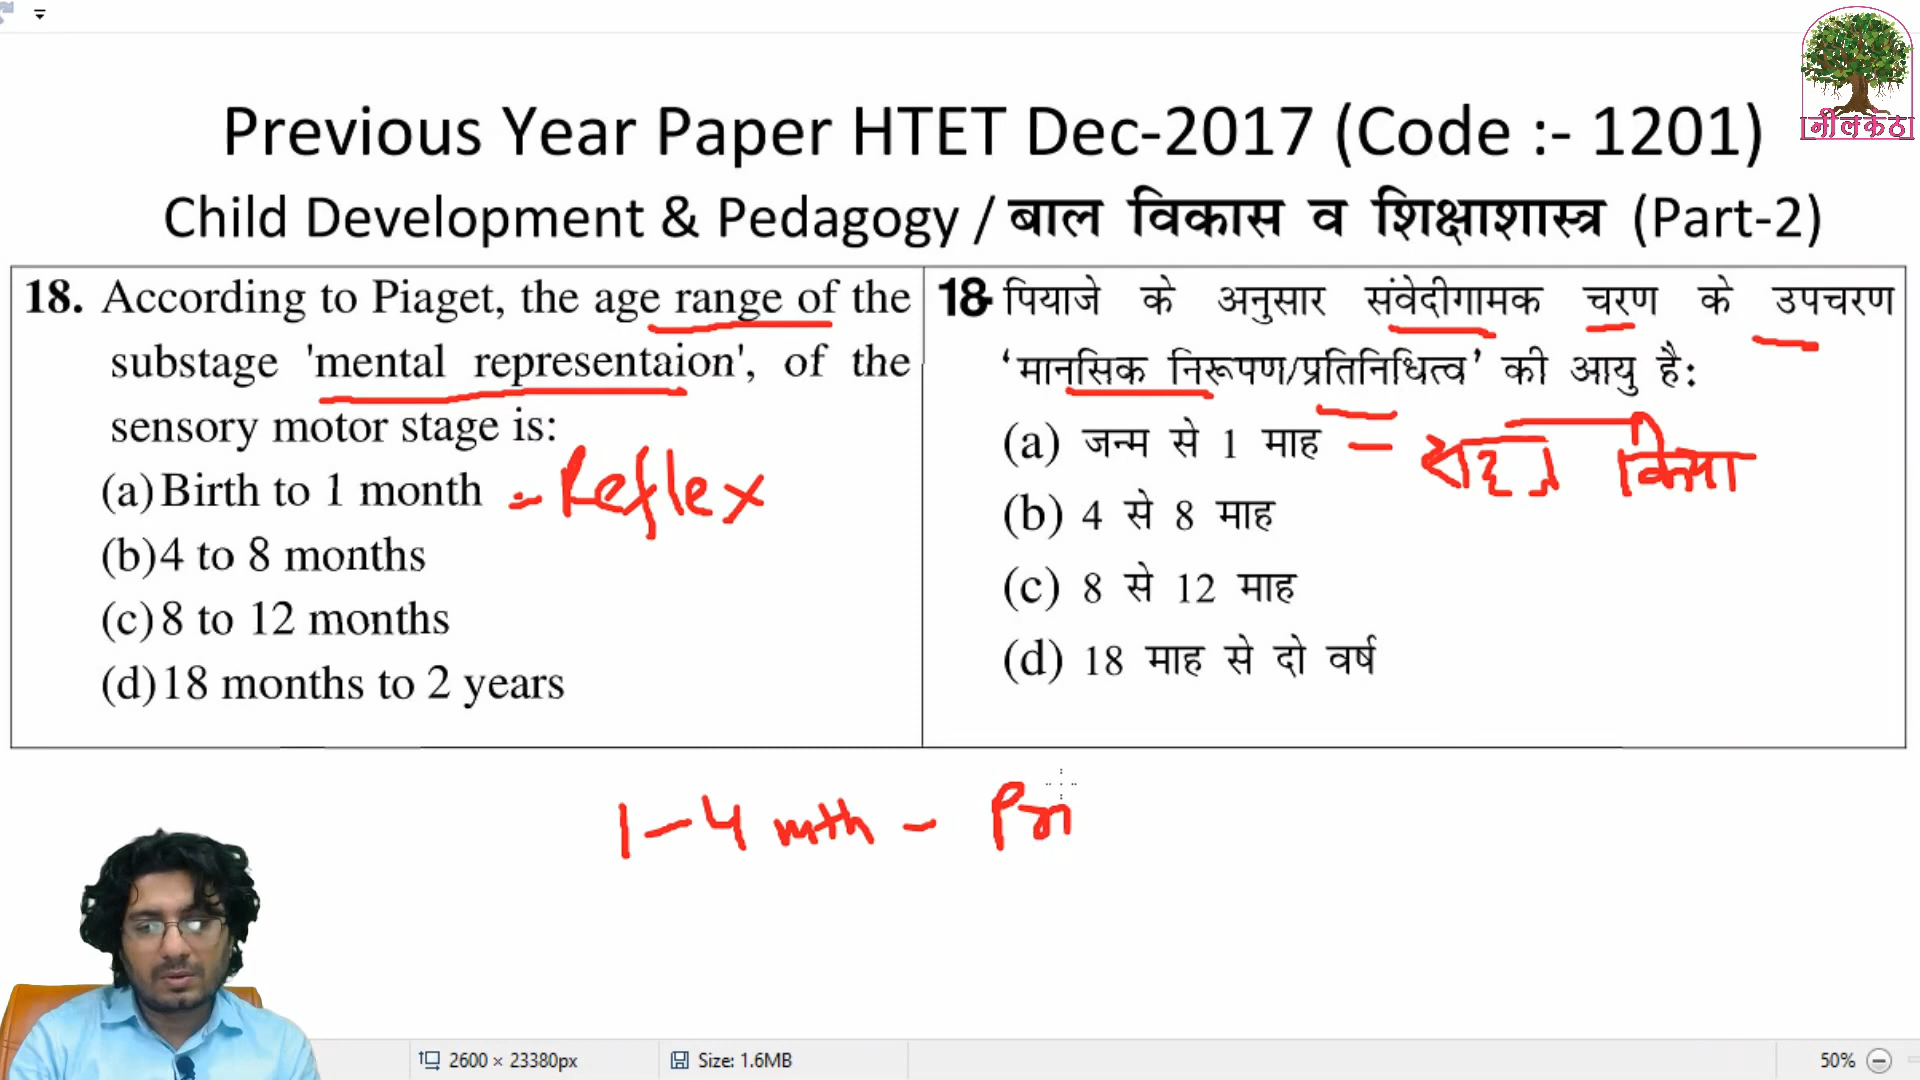 नीलकंठ
Previous Year Paper HTET Dec-2017 (Code :- 1201)
Child Development & Pedagogy / बाल विकास व शिक्षाशास्त्र (Part-2)
18. According to Piaget, the age range of the
substage 'mental representaion', of the
sensory motor stage is:
(a) Birth to 1 month - Reflex
(b) 4 to 8 months
(c) 8 to 12 months
(d) 18 months to 2 years
18 पियाजे के अनुसार संवेदीगामक चरण के उपचरण
‘मानसिक निरूपण/प्रतिनिधित्व’ की आयु है:
(a) जन्म से 1 माह -
(b) 4 से 8 माह
(c) 8 से 12 माह
(d) 18 माह से दो वर्ष
1-4 mth - Pri
2600 × 23380px
Size: 1.6MB
50%